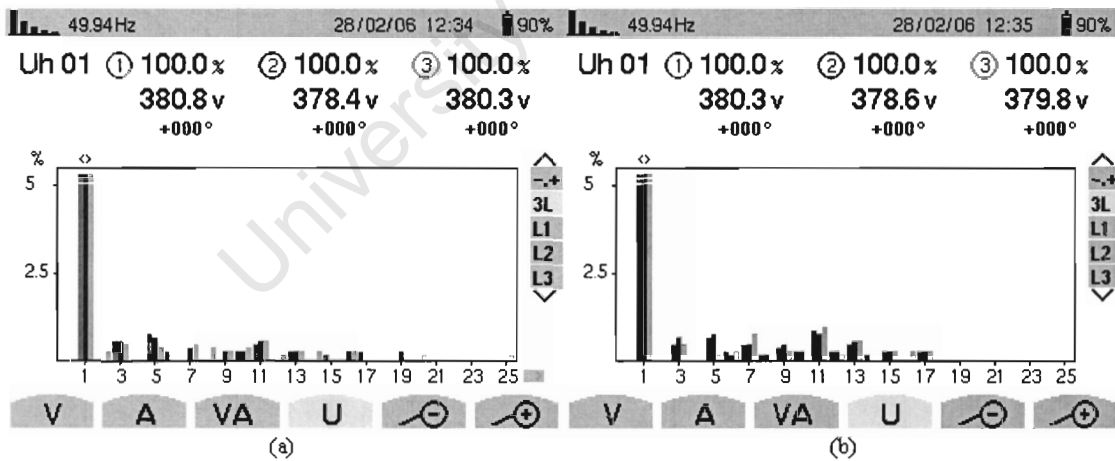 49.94Hz 28/02/06 12:34 90%
Uh 01 ① 100.0 % ② 100.0 % ③ 100.0 %
380.8 v 378.4 v 380.3 v
+000° +000° +000°
% <>
5
2.5
1 3 5 7 9 11 13 15 17 19 21 23 25
-.+
3L
L1
L2
L3
V A VA U
(a)
49.94Hz 28/02/06 12:35 90%
Uh 01 ① 100.0 % ② 100.0 % ③ 100.0 %
380.3 v 378.6 v 379.8 v
+000° +000° +000°
% <>
5
2.5
1 3 5 7 9 11 13 15 17 19 21 23 25
-.+
3L
L1
L2
L3
V A VA U
(b)
University